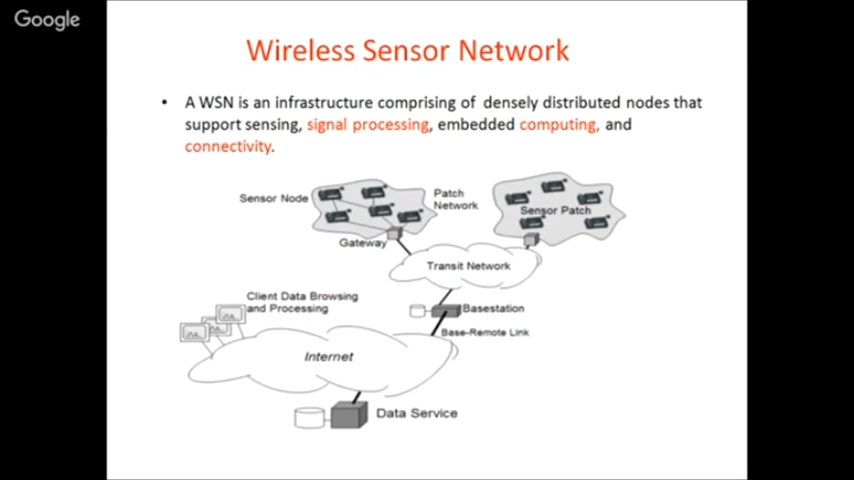 Google
Wireless Sensor Network
• A WSN is an infrastructure comprising of densely distributed nodes that
support sensing, signal processing, embedded computing, and
connectivity.
Sensor Node
Patch
Network
Sensor Patch
Gateway
Transit Network
Client Data Browsing
and Processing
Basestation
Base-Remote Link
Internet
Data Service